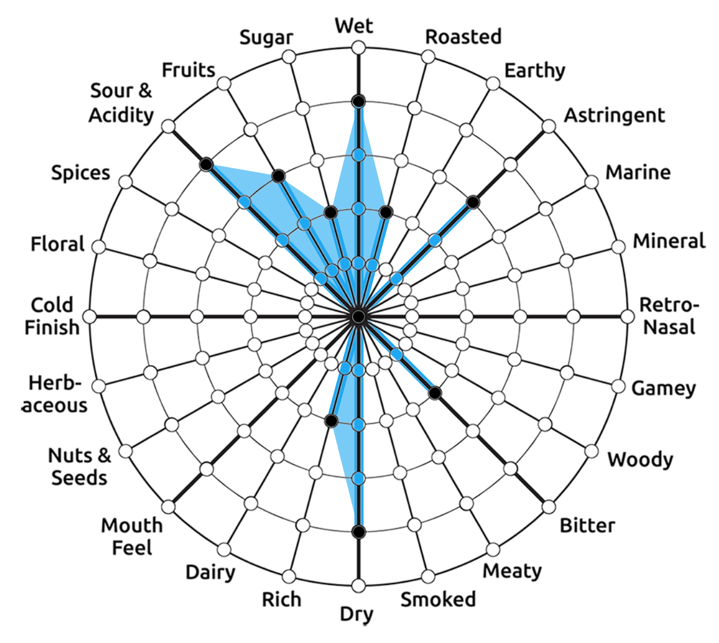 Wet
Roasted
Earthy
Astringent
Marine
Mineral
Retro-
Nasal
Gamey
Woody
Bitter
Meaty
Smoked
Dry
Rich
Dairy
Mouth
Feel
Nuts &
Seeds
Herb-
aceous
Cold
Finish
Floral
Spices
Sour &
Acidity
Fruits
Sugar